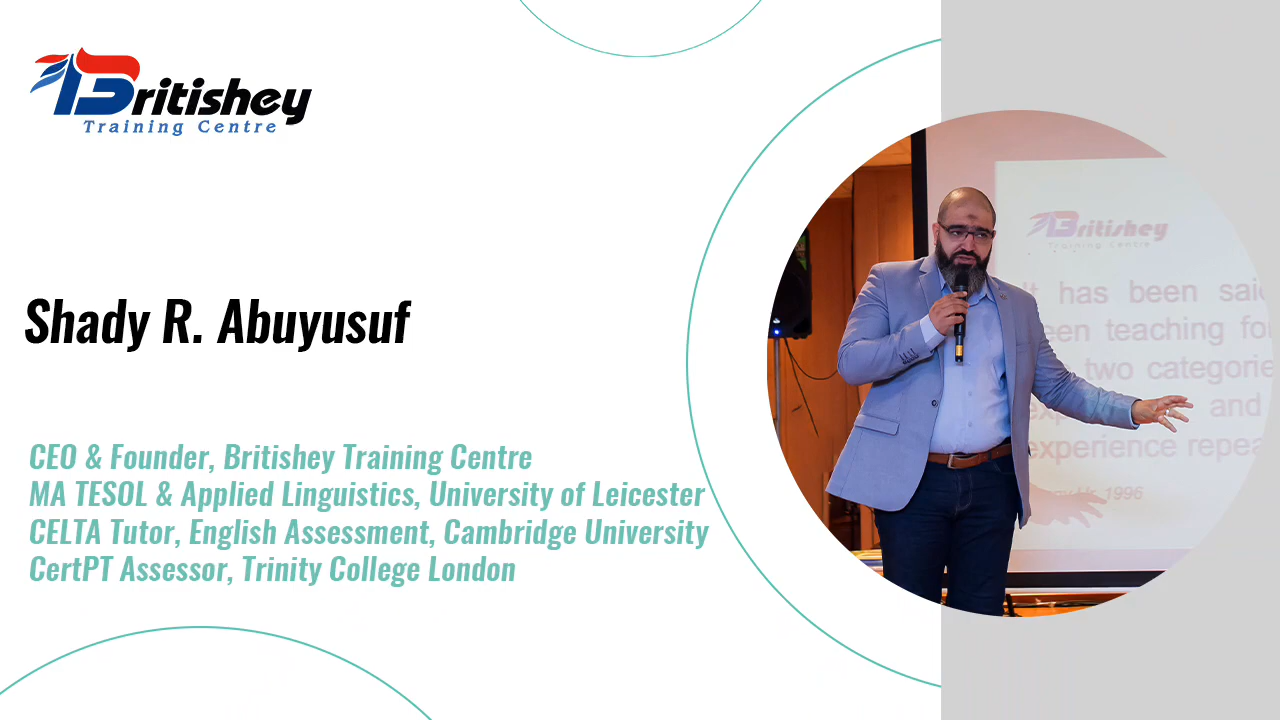 Britishey
Training Centre
Shady R. Abuyusuf
CEO & Founder, Britishey Training Centre
MA TESOL & Applied Linguistics, University of Leicester
CELTA Tutor, English Assessment, Cambridge University
CertPT Assessor, Trinity College London
Britishey
Training Centre
It has been
teaching
two
and
experience
1996